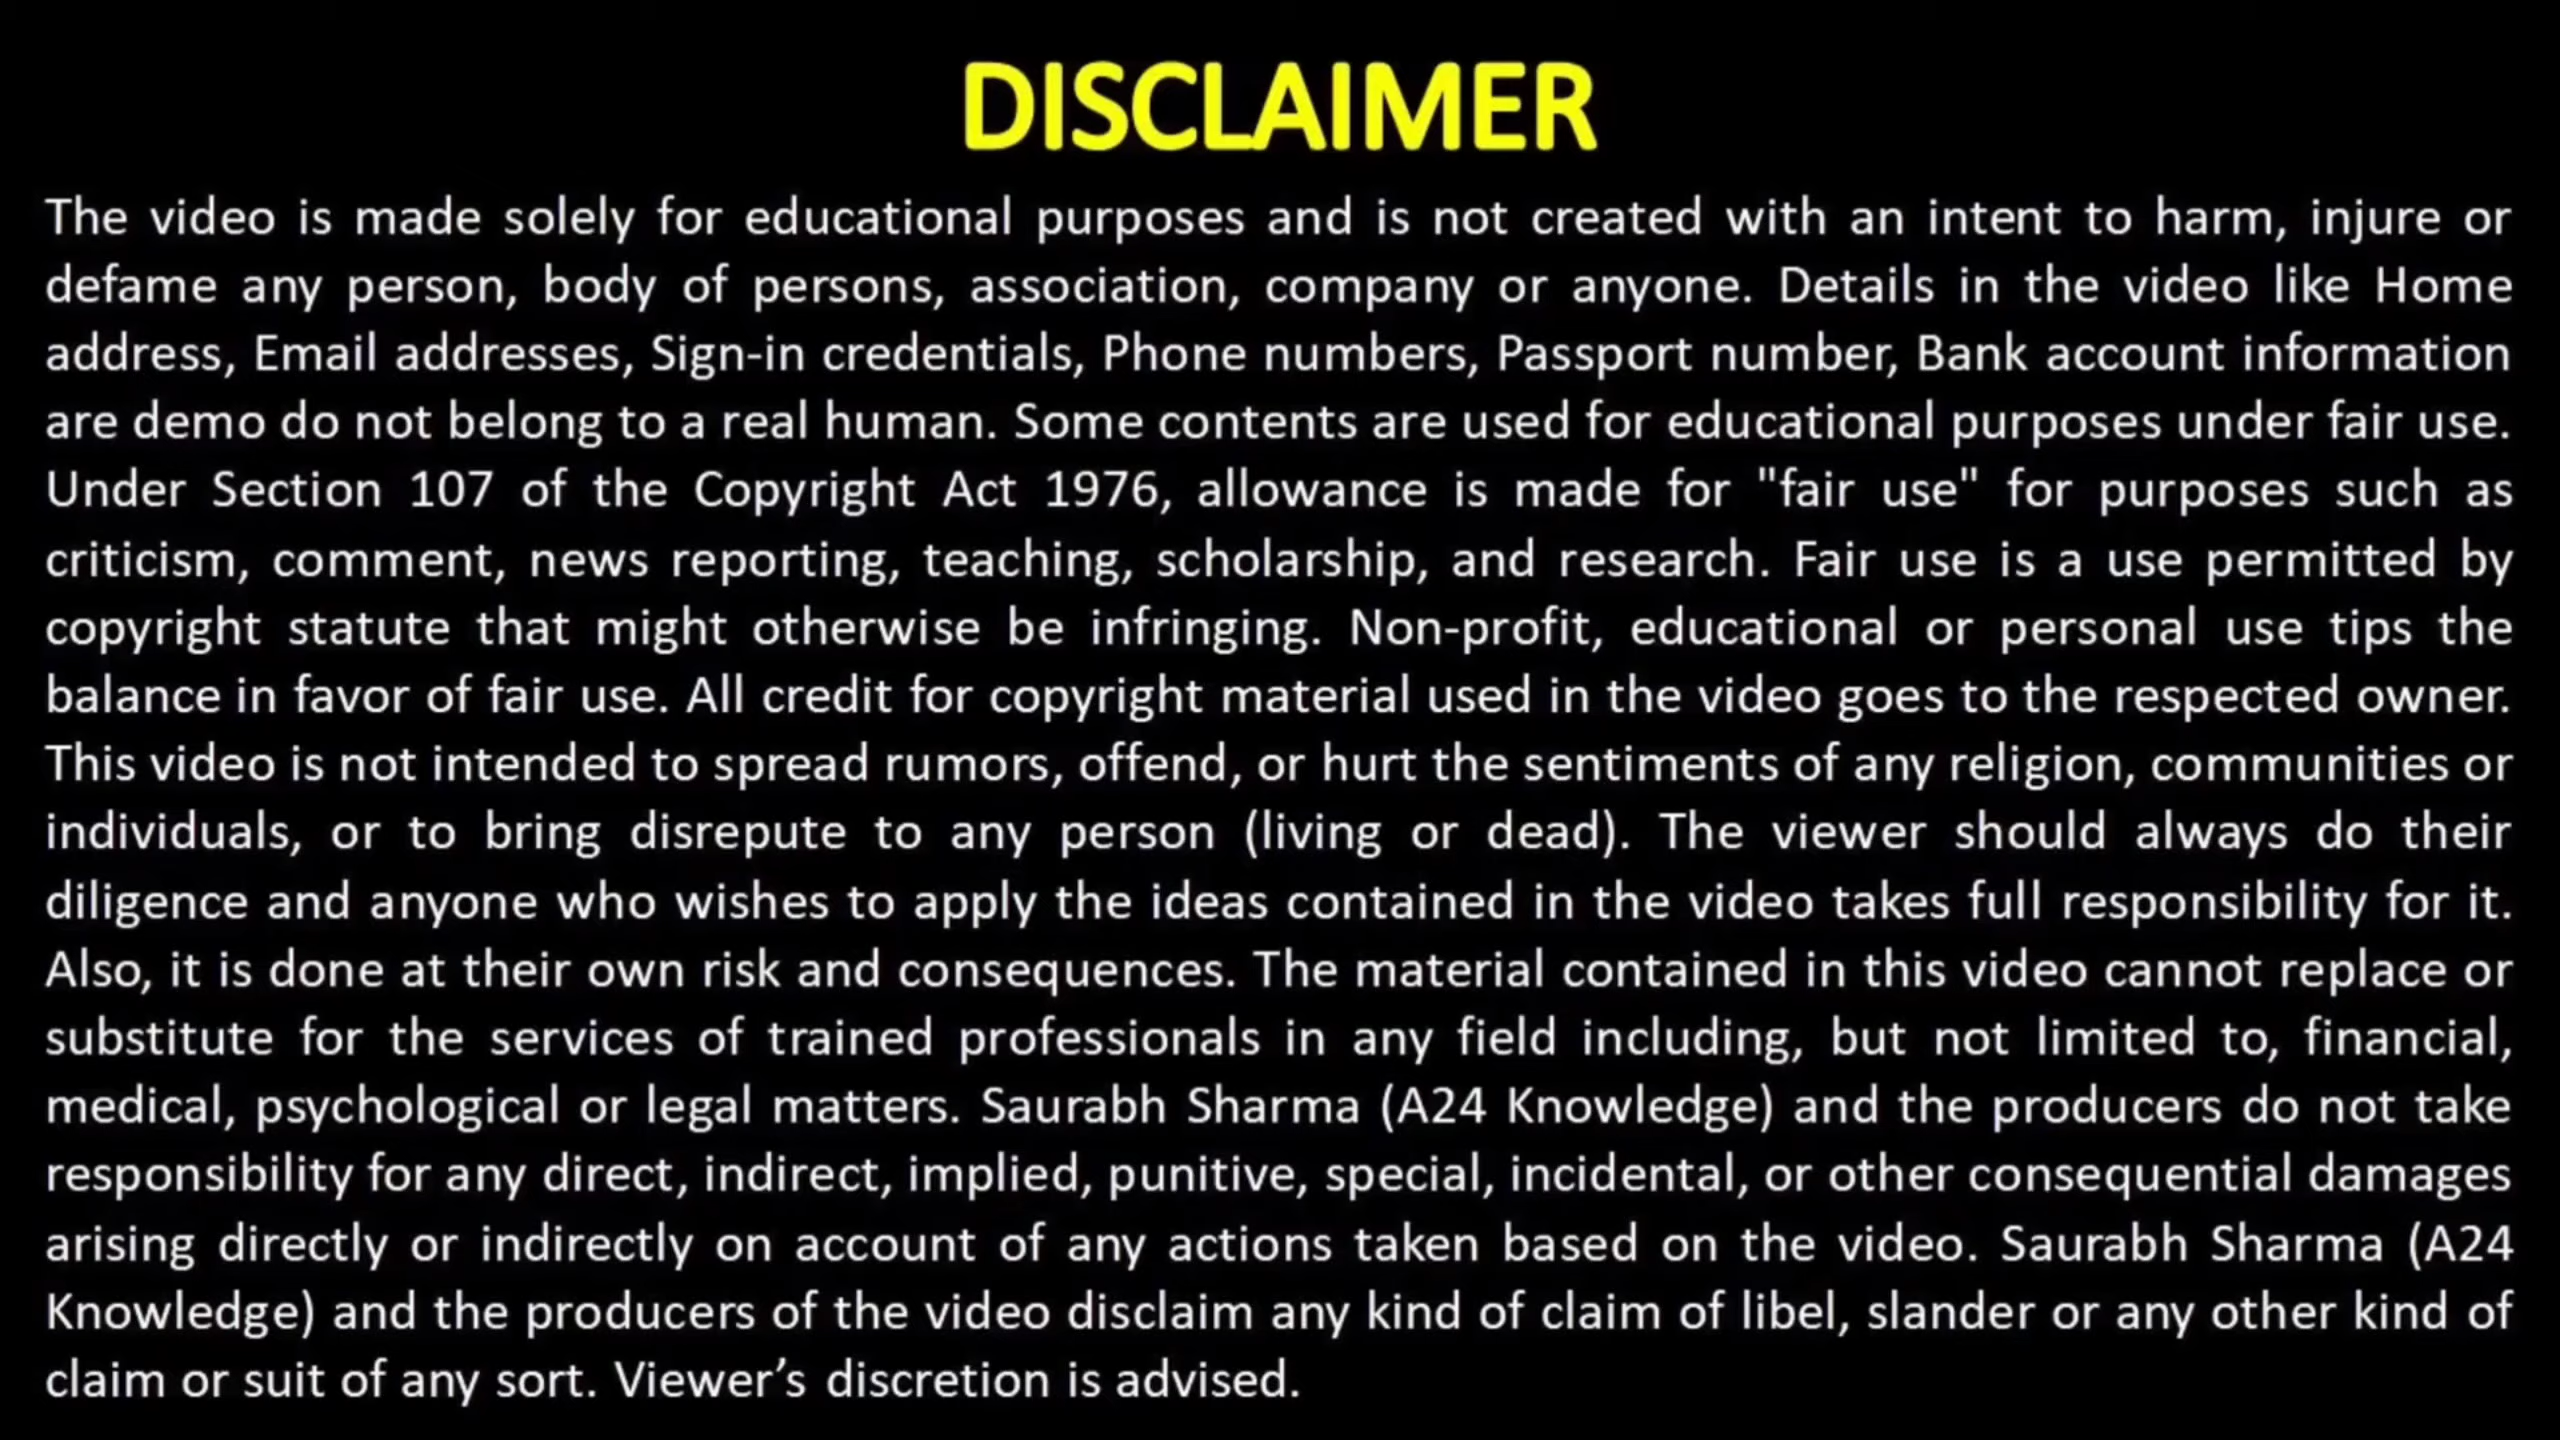 DISCLAIMER
The video is made solely for educational purposes and is not created with an intent to harm, injure or
defame any person, body of persons, association, company or anyone. Details in the video like Home
address, Email addresses, Sign-in credentials, Phone numbers, Passport number, Bank account information
are demo do not belong to a real human. Some contents are used for educational purposes under fair use.
Under Section 107 of the Copyright Act 1976, allowance is made for "fair use" for purposes such as
criticism, comment, news reporting, teaching, scholarship, and research. Fair use is a use permitted by
copyright statute that might otherwise be infringing. Non-profit, educational or personal use tips the
balance in favor of fair use. All credit for copyright material used in the video goes to the respected owner.
This video is not intended to spread rumors, offend, or hurt the sentiments of any religion, communities or
individuals, or to bring disrepute to any person (living or dead). The viewer should always do their
diligence and anyone who wishes to apply the ideas contained in the video takes full responsibility for it.
Also, it is done at their own risk and consequences. The material contained in this video cannot replace or
substitute for the services of trained professionals in any field including, but not limited to, financial,
medical, psychological or legal matters. Saurabh Sharma (A24 Knowledge) and the producers do not take
responsibility for any direct, indirect, implied, punitive, special, incidental, or other consequential damages
arising directly or indirectly on account of any actions taken based on the video. Saurabh Sharma (A24
Knowledge) and the producers of the video disclaim any kind of claim of libel, slander or any other kind of
claim or suit of any sort. Viewer’s discretion is advised.